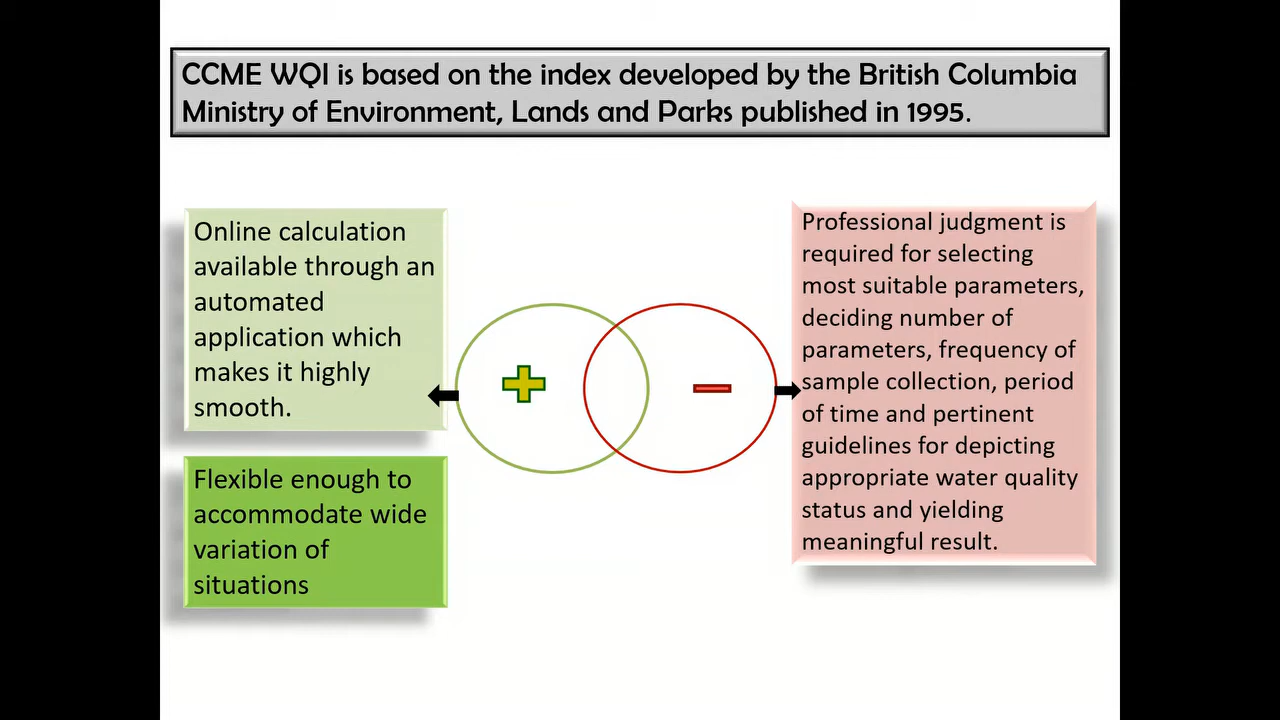 CCME WQI is based on the index developed by the British Columbia
Ministry of Environment, Lands and Parks published in 1995.
Online calculation
available through an
automated
application which
makes it highly
smooth.
Flexible enough to
accommodate wide
variation of
situations
Professional judgment is
required for selecting
most suitable parameters,
deciding number of
parameters, frequency of
sample collection, period
of time and pertinent
guidelines for depicting
appropriate water quality
status and yielding
meaningful result.